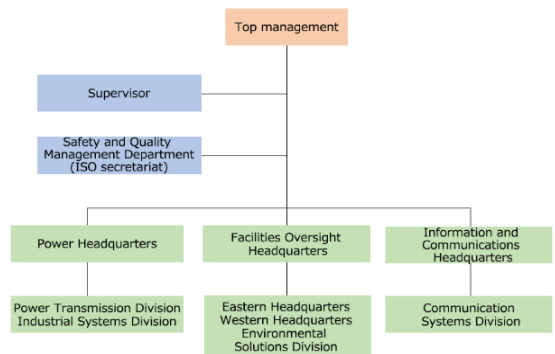 Top management
Supervisor
Safety and Quality
Management Department
(ISO secretariat)
Power Headquarters
Facilities Oversight
Headquarters
Information and
Communications
Headquarters
Power Transmission Division
Industrial Systems Division
Eastern Headquarters
Western Headquarters
Environmental
Solutions Division
Communication
Systems Division